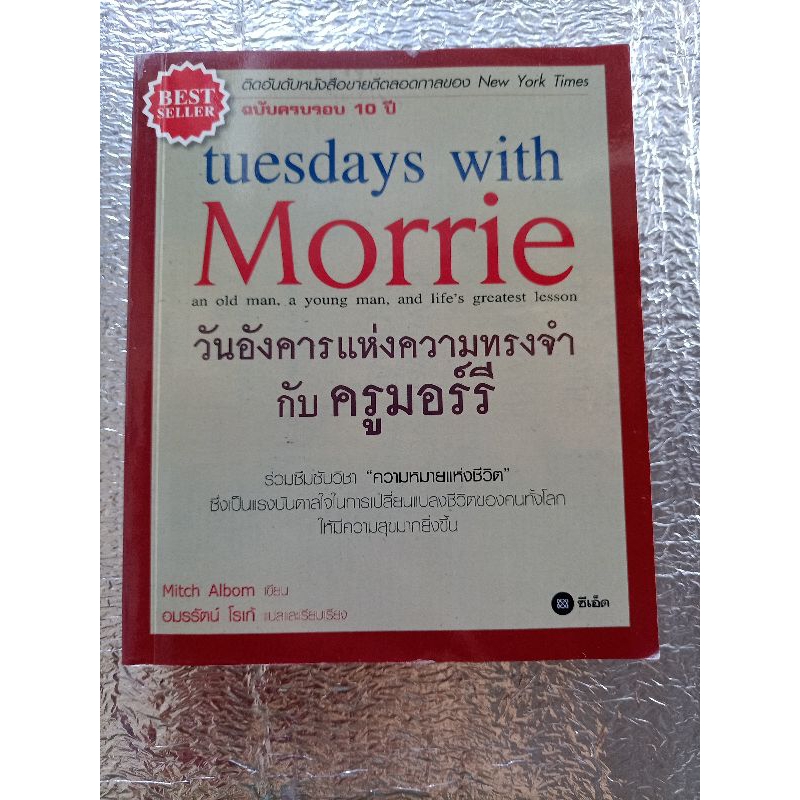 BEST
SELLER
ติดอันดับหนังสือขายดีตลอดกาลของ New York Times
ฉบับครบรอบ 10 ปี
tuesdays with
Morrie
an old man, a young man, and life's greatest lesson
วันอังคารแห่งความทรงจำ
กับ ครูมอร์รี
ร่วมซึมซับวิชา “ความหมายแห่งชีวิต”
ซึ่งเป็นแรงบันดาลใจในการเปลี่ยนแปลงชีวิตของคนทั้งโลก
ให้มีความสุขมากยิ่งขึ้น
Mitch Albom เขียน
อมรรัตน์ โรเก้ แปลและเรียบเรียง
ซีเอ็ด